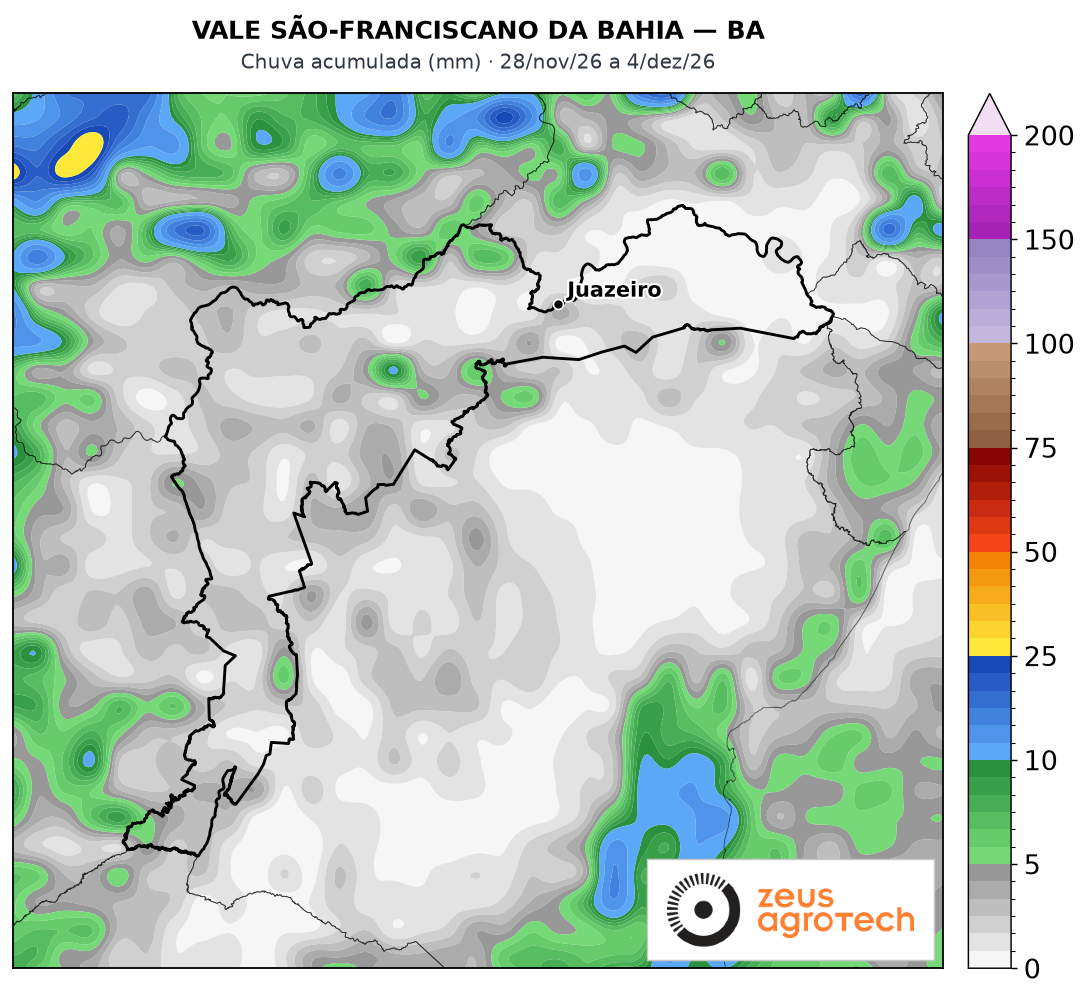 VALE SÃO-FRANCISCANO DA BAHIA — BA
Chuva acumulada (mm) · 28/nov/26 a 4/dez/26
Juazeiro
200
150
100
75
50
25
10
5
0
zeus
agrotech